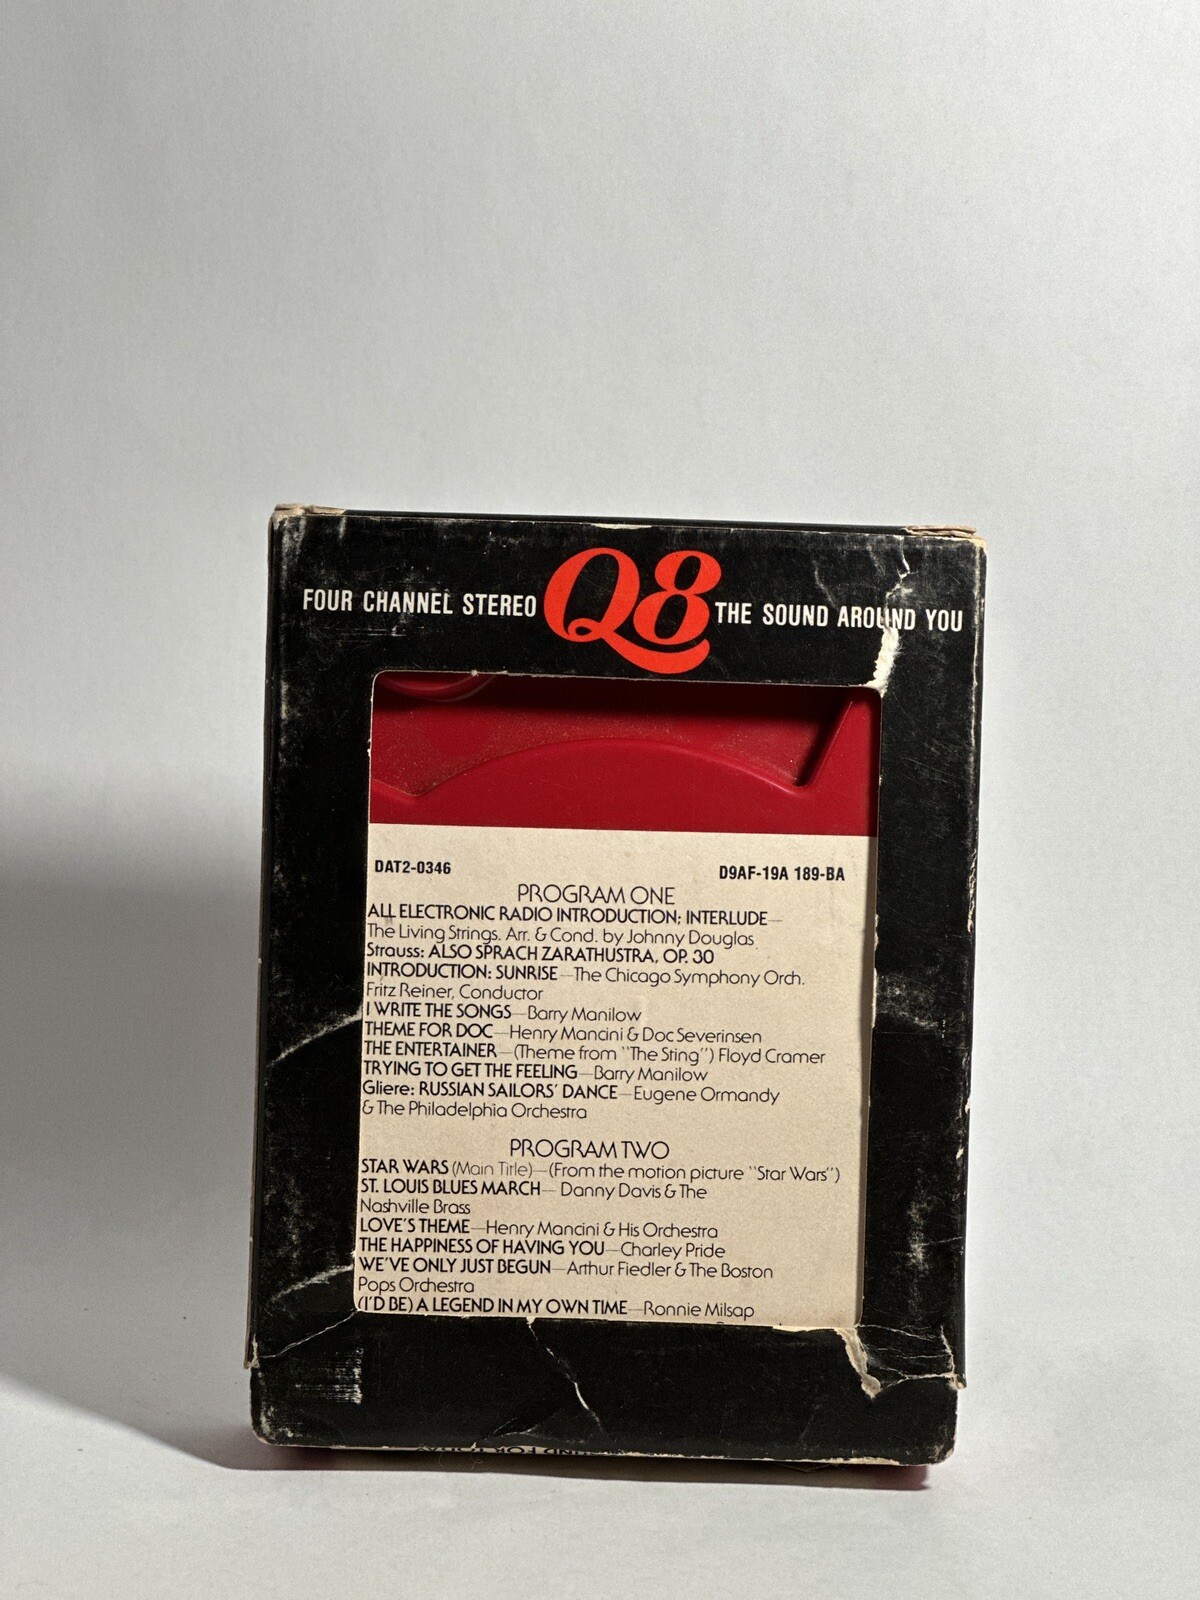 FOUR CHANNEL STEREO Q8 THE SOUND AROUND YOU
DAT2-0346 D9AF-19A 189-BA
PROGRAM ONE
ALL ELECTRONIC RADIO INTRODUCTION: INTERLUDE—
The Living Strings. Arr. & Cond. by Johnny Douglas
Strauss: ALSO SPRACH ZARATHUSTRA, OP. 30
INTRODUCTION: SUNRISE—The Chicago Symphony Orch.
Fritz Reiner, Conductor
I WRITE THE SONGS—Barry Manilow
THEME FOR DOC—Henry Mancini & Doc Severinsen
THE ENTERTAINER—(Theme from "The Sting") Floyd Cramer
TRYING TO GET THE FEELING—Barry Manilow
Gliere: RUSSIAN SAILORS' DANCE—Eugene Ormandy
& The Philadelphia Orchestra
PROGRAM TWO
STAR WARS (Main Title)—(From the motion picture "Star Wars")
ST. LOUIS BLUES MARCH—Danny Davis & The
Nashville Brass
LOVE'S THEME—Henry Mancini & His Orchestra
THE HAPPINESS OF HAVING YOU—Charley Pride
WE'VE ONLY JUST BEGUN—Arthur Fiedler & The Boston
Pops Orchestra
(I'D BE) A LEGEND IN MY OWN TIME—Ronnie Milsap